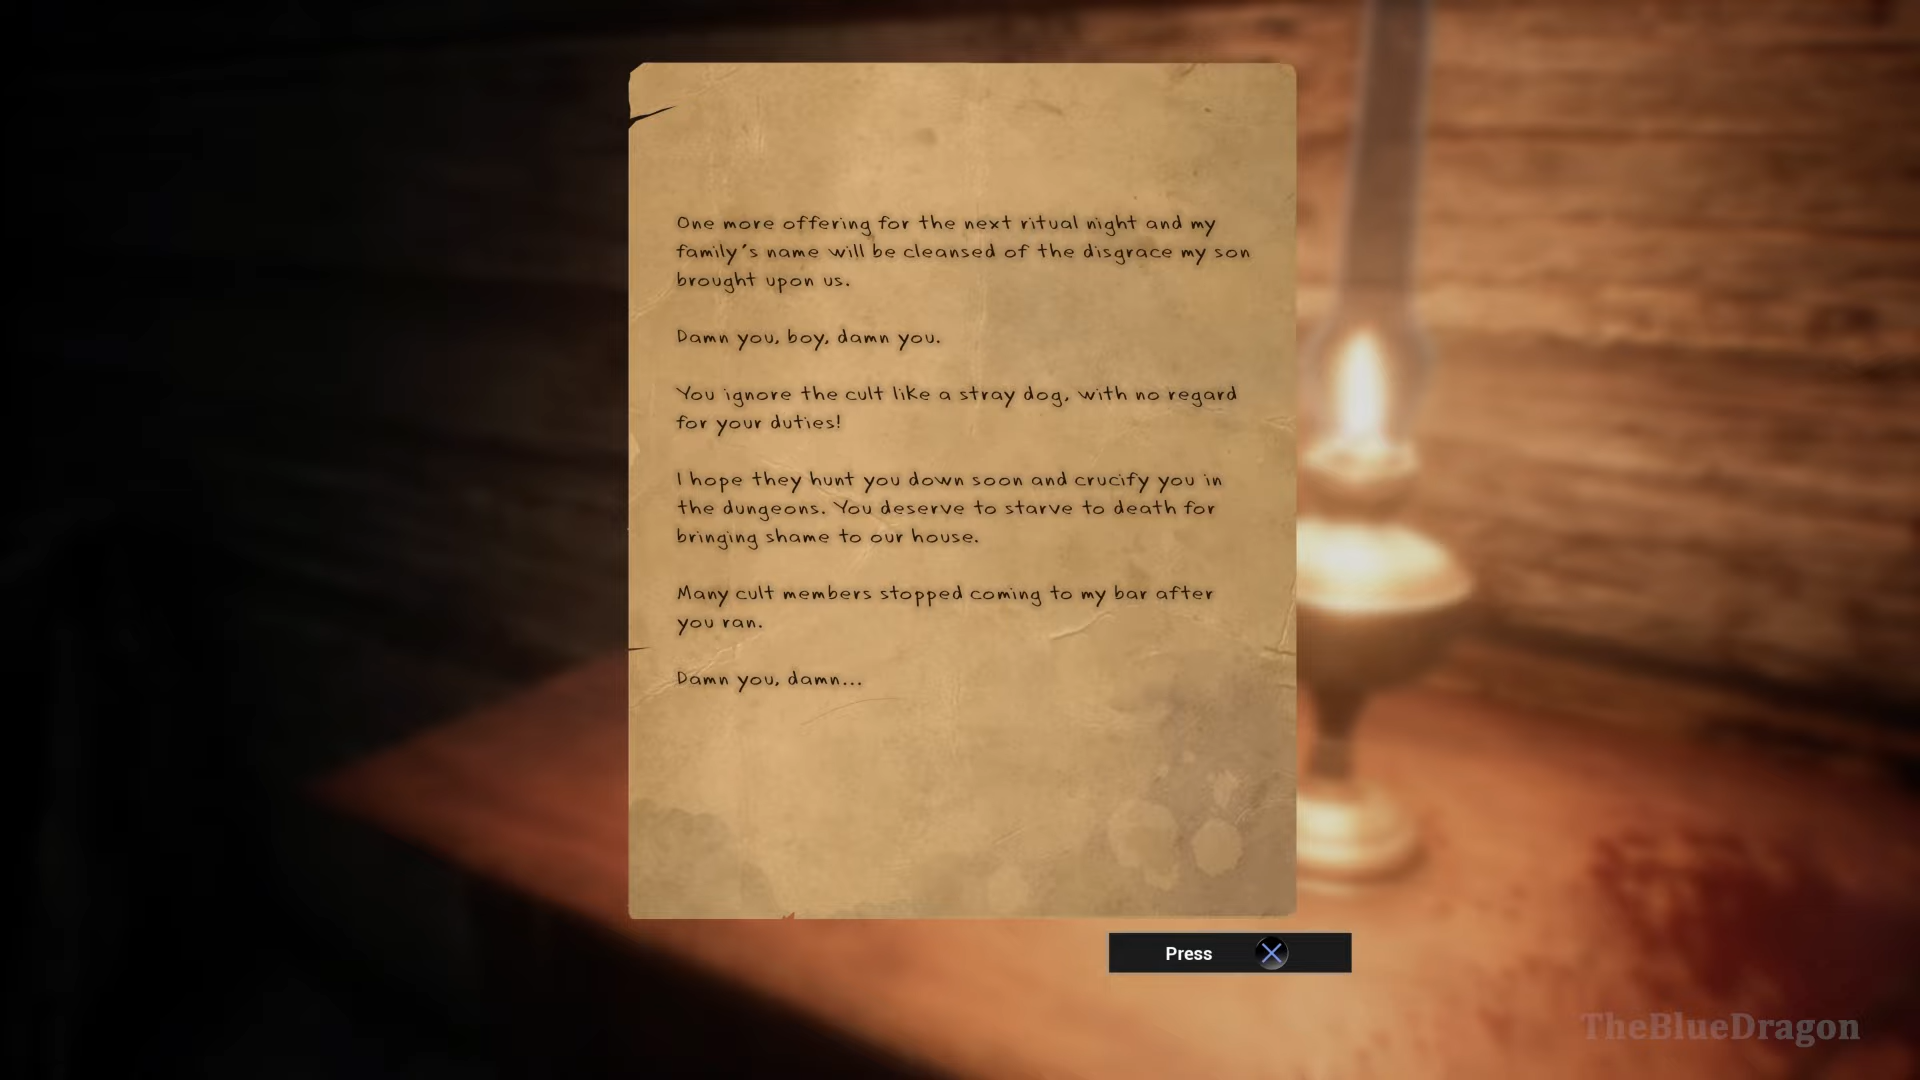 One more offering for the next ritual night and my
family's name will be cleansed of the disgrace my son
brought upon us.
Damn you, boy, damn you.
You ignore the cult like a stray dog, with no regard
for your duties!
I hope they hunt you down soon and crucify you in
the dungeons. You deserve to starve to death for
bringing shame to our house.
Many cult members stopped coming to my bar after
you ran.
Damn you, damn...
Press
TheBlueDragon